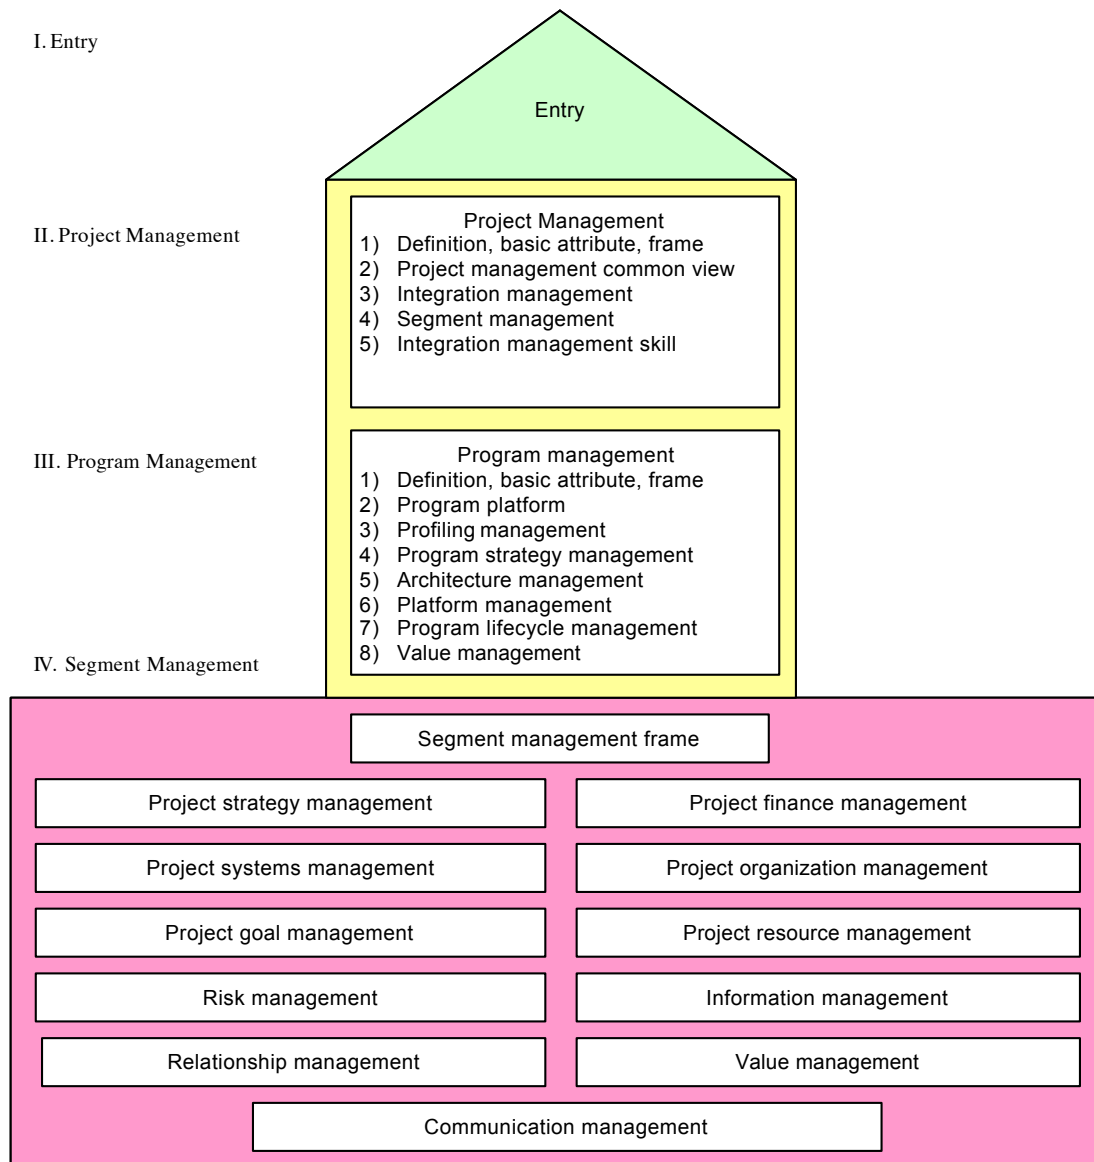 I. Entry
Entry
II. Project Management
Project Management
1) Definition, basic attribute, frame
2) Project management common view
3) Integration management
4) Segment management
5) Integration management skill
III. Program Management
Program management
1) Definition, basic attribute, frame
2) Program platform
3) Profiling management
4) Program strategy management
5) Architecture management
6) Platform management
7) Program lifecycle management
8) Value management
IV. Segment Management
Segment management frame
Project strategy management
Project finance management
Project systems management
Project organization management
Project goal management
Project resource management
Risk management
Information management
Relationship management
Value management
Communication management